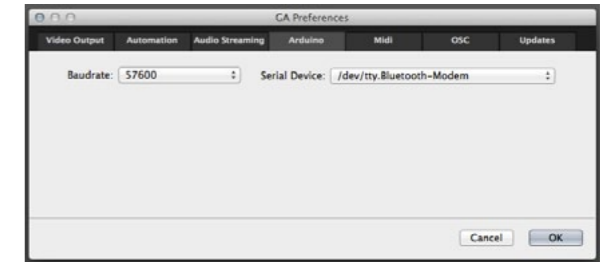 GA Preferences
Video Output Automation Audio Streaming Arduino Midi OSC Updates
Baudrate: 57600 Serial Device: /dev/tty.Bluetooth-Modem
Cancel OK